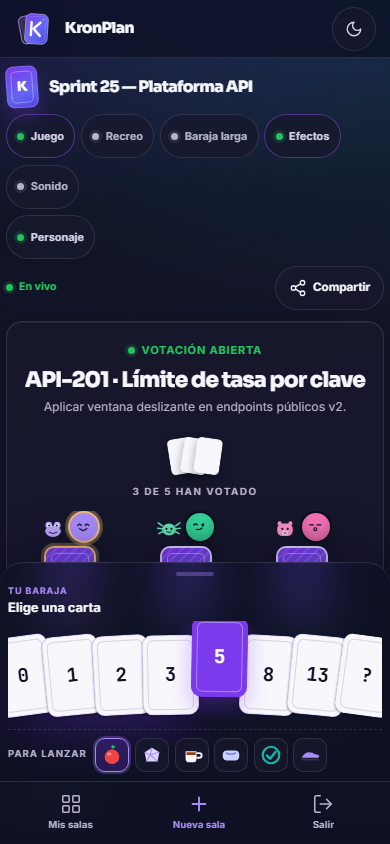 K KronPlan
K Sprint 25 — Plataforma API
Juego Recreo Baraja larga Efectos
Sonido
Personaje
En vivo Compartir
VOTACIÓN ABIERTA
API-201 · Límite de tasa por clave
Aplicar ventana deslizante en endpoints públicos v2.
3 DE 5 HAN VOTADO
TU BARAJA
Elige una carta
0 1 2 3 5 8 13 ?
PARA LANZAR
Mis salas Nueva sala Salir